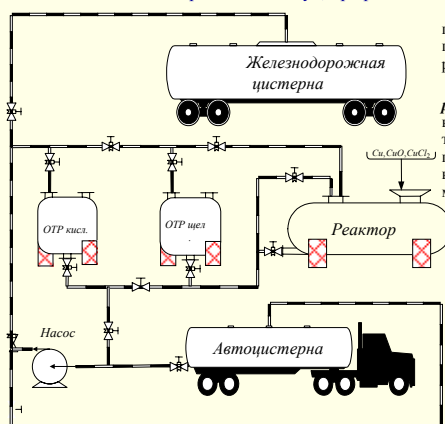 Железнодорожная
цистерна
Cu,CuO,CuCl2
ОТР кисл.
ОТР щел
.
Реактор
Насос
Автоцистерна